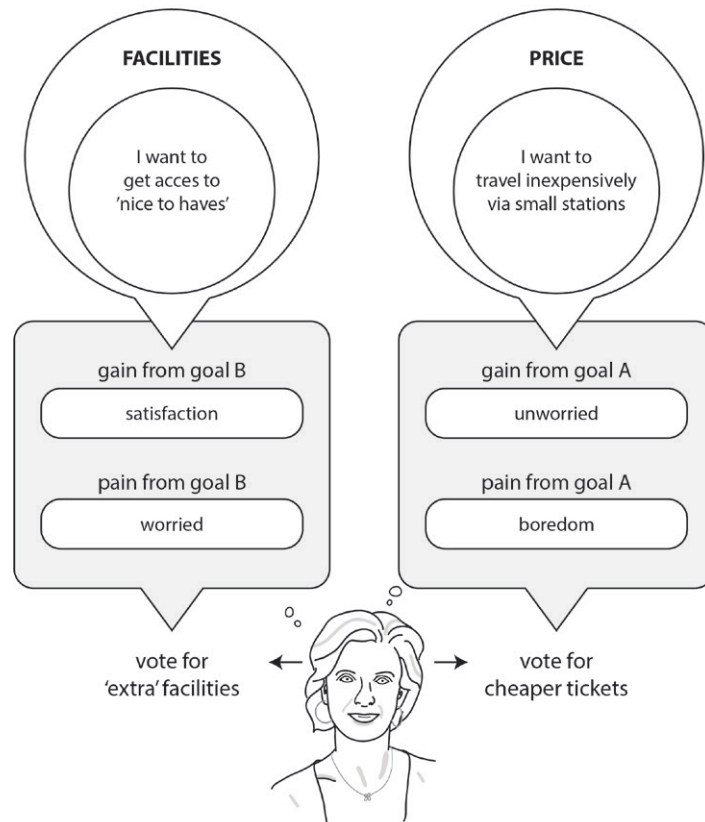 FACILITIES
I want to
get acces to
'nice to haves'
gain from goal B
satisfaction
pain from goal B
worried
vote for
'extra' facilities
PRICE
I want to
travel inexpensively
via small stations
gain from goal A
unworried
pain from goal A
boredom
vote for
cheaper tickets